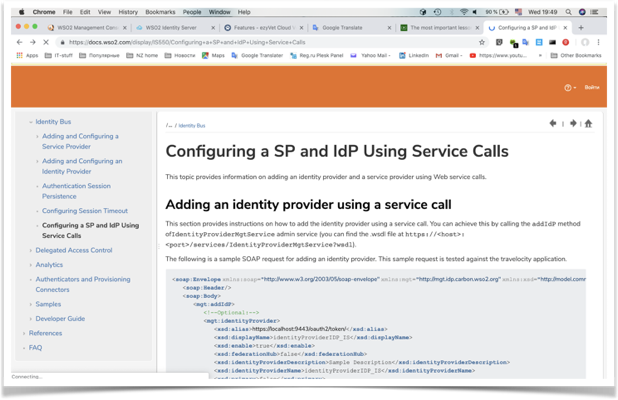 Chrome File Edit View History Bookmarks People Window Help
90% Wed 19:49
WSO2 Management Con
WSO2 Identity Server
Features - ezyVet Cloud
Google Translate
The most important lesso
Configuring a SP and IdP
https://docs.wso2.com/display/IS550/Configuring+a+SP+and+IdP+Using+Service+Calls
Apps IT-stuff Популярные NZ home Новости Maps Google Translater Reg.ru Plesk Panel Yahoo Mail - LinkedIn Gmail - https://www.youtu... » Other Bookmarks
Войти
Identity Bus
Adding and Configuring a
Service Provider
Adding and Configuring an
Identity Provider
Authentication Session
Persistence
Configuring Session Timeout
Configuring a SP and IdP Using
Service Calls
Delegated Access Control
Analytics
Authenticators and Provisioning
Connectors
Samples
Developer Guide
References
FAQ
/... / Identity Bus
Configuring a SP and IdP Using Service Calls
This topic provides information on adding an identity provider and a service provider using Web service calls.
Adding an identity provider using a service call
This section provides instructions on how to add the identity provider using a service call. You can achieve this by calling the addIdP method
of IdentityProviderMgtService admin service (you can find the .wsdl file at https://<host>:
<port>/services/IdentityProviderMgtService?wsdl).
The following is a sample SOAP request for adding an identity provider. This sample request is tested against the travelocity application.
<soap:Envelope xmlns:soap="http://www.w3.org/2003/05/soap-envelope" xmlns:mgt="http://mgt.idp.carbon.wso2.org" xmlns:xsd="http://model.comm
<soap:Header/>
<soap:Body>
<mgt:addIdP>
<!--Optional:-->
<mgt:identityProvider>
<xsd:alias>https://localhost:9443/oauth2/token/</xsd:alias>
<xsd:displayName>identityProviderIDP_IS</xsd:displayName>
<xsd:enable>true</xsd:enable>
<xsd:federationHub>false</xsd:federationHub>
<xsd:identityProviderDescription>Sample Description</xsd:identityProviderDescription>
<xsd:identityProviderName>identityProviderIDP_IS</xsd:identityProviderName>
Connecting...